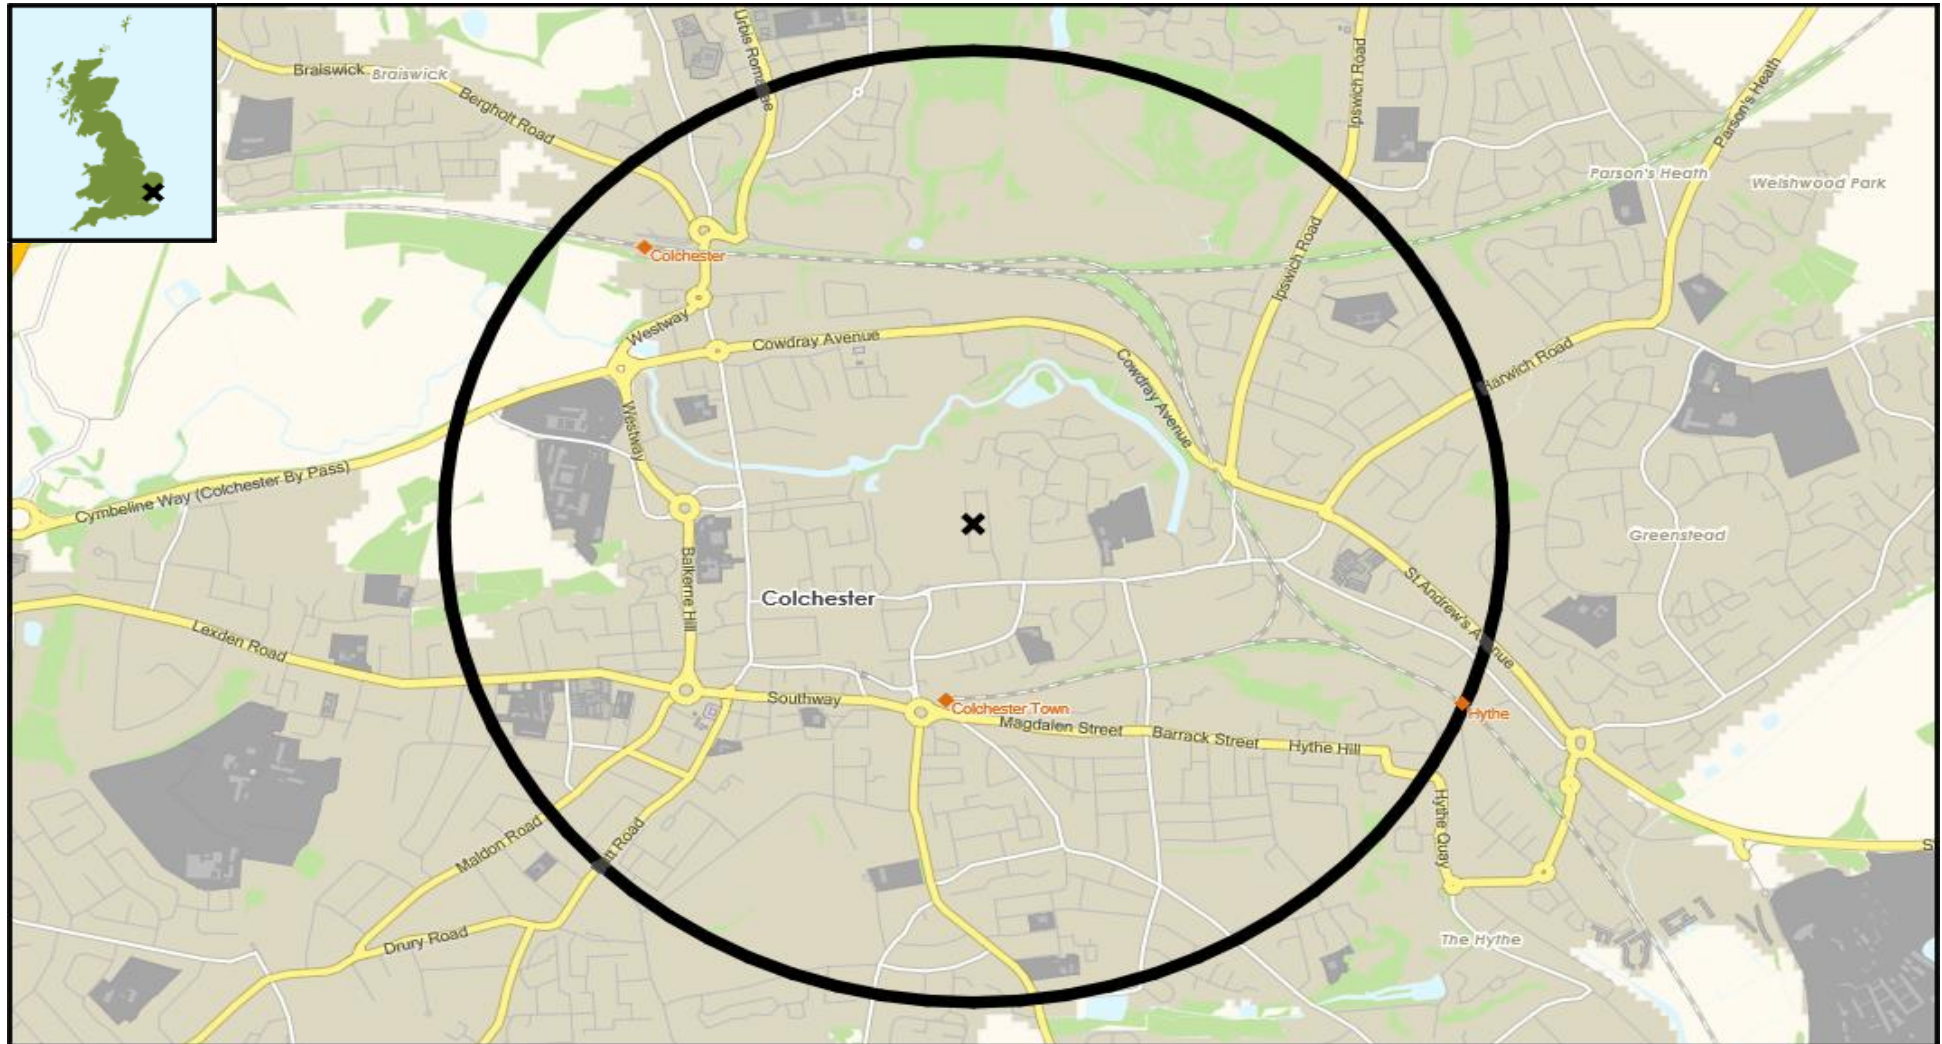 Urbis Romanae
Braiswick
Braiswick
Bergholt Road
Ipswich Road
Parson's Heath
Parson's Heath
Welshwood Park
Ipswich Road
Colchester
Westway
Cowdray Avenue
Cowdray Avenue
Harwich Road
Westway
Cymbeline Way (Colchester By Pass)
Greenstead
Balkerne Hill
Colchester
St Andrew's Avenue
Lexden Road
Southway
Colchester Town
Hythe
Magdalen Street
Barrack Street
Hythe Hill
Hythe Quay
Maldon Road
Road
Drury Road
The Hythe